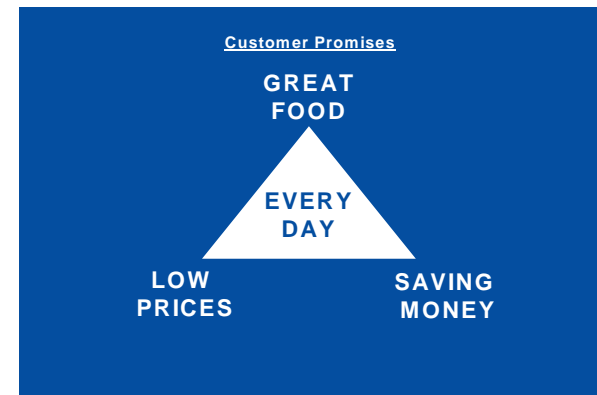 Customer Promises
GREAT
FOOD
EVERY
DAY
LOW
PRICES
SAVING
MONEY